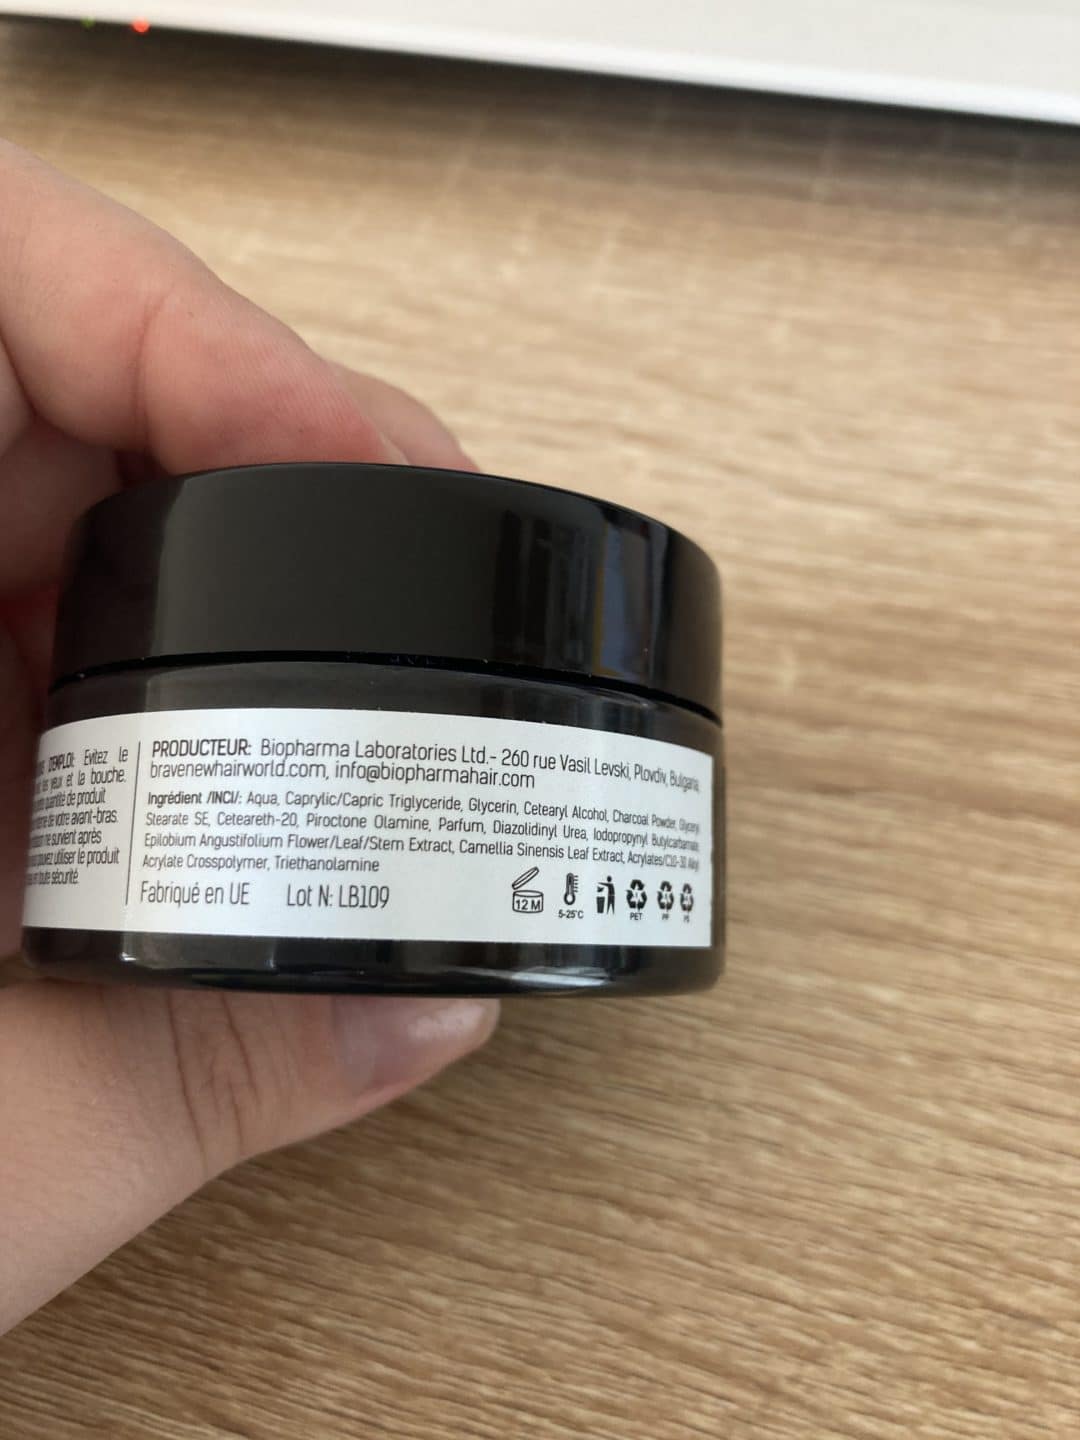 D'EMPLOI: Evitez le
les yeux et la bouche.
quantité de produit
de votre avant-bras.
ne survient après
pouvez utiliser le produit
en toute sécurité.
PRODUCTEUR: Biopharma Laboratories Ltd.- 260 rue Vasil Levski, Plovdiv, Bulgaria,
bravenewhairworld.com, info@biopharmahair.com
Ingrédient /INCI/: Aqua, Caprylic/Capric Triglyceride, Glycerin, Cetearyl Alcohol, Charcoal Powder, Glyceryl
Stearate SE, Ceteareth-20, Piroctone Olamine, Parfum, Diazolidinyl Urea, Iodopropynyl Butylcarbamate,
Epilobium Angustifolium Flower/Leaf/Stem Extract, Camellia Sinensis Leaf Extract, Acrylates/C10-30 Alkyl
Acrylate Crosspolymer, Triethanolamine
Fabriqué en UE Lot N: LB109
12 M
5-25°C
PET
PP
PS